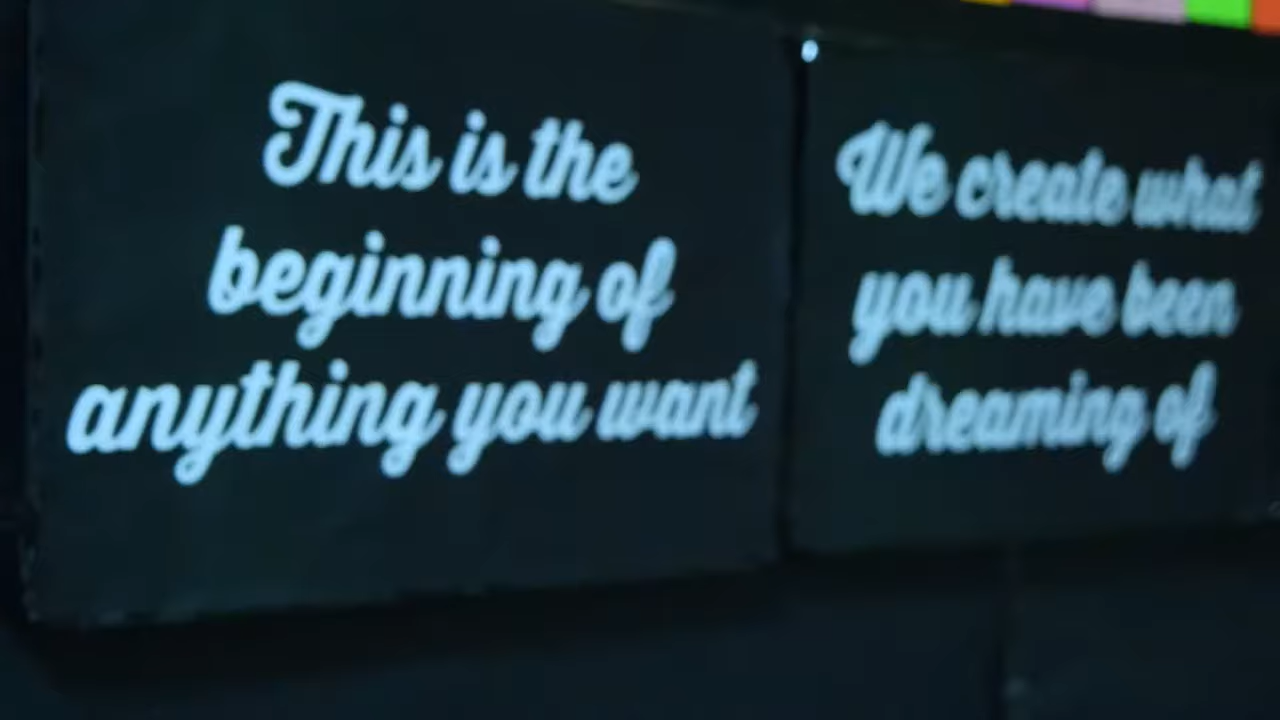 This is the
beginning of
anything you want
We create what
you have been
dreaming of